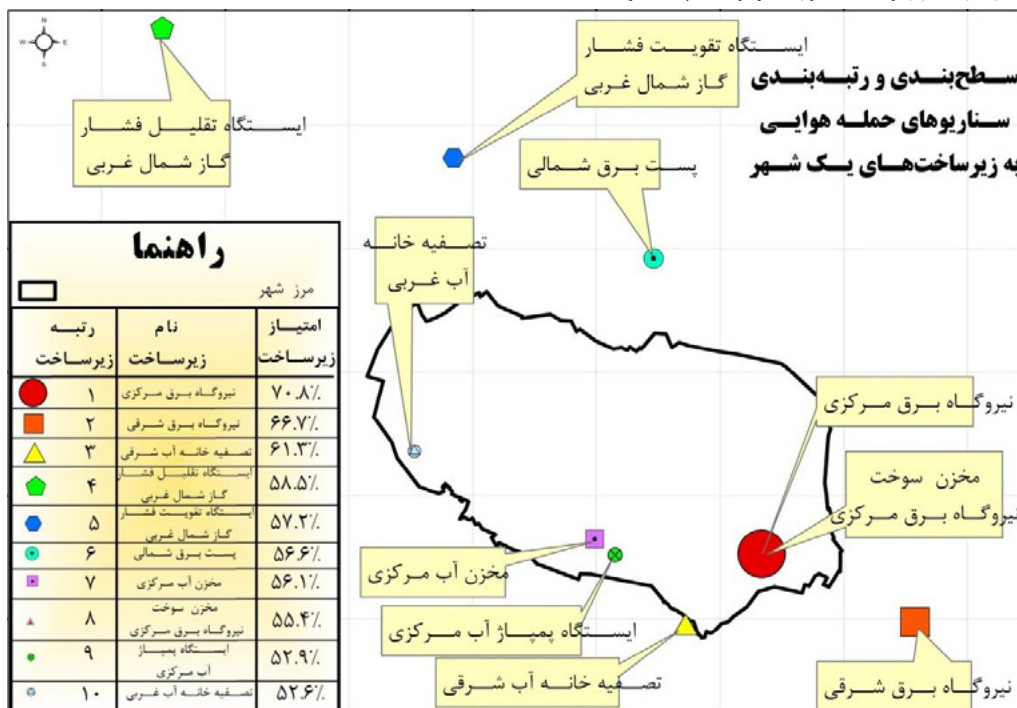 N
W E
S
سطح‌بندی و رتبه‌بندی
سناریوهای حمله هوایی
به زیرساخت‌های یک شهر
ایستگاه تقویت فشار
گاز شمال غربی
ایستگاه تقلیل فشار
گاز شمال غربی
پست برق شمالی
تصفیه خانه
آب غربی
نیروگاه برق مرکزی
مخزن سوخت
نیروگاه برق مرکزی
مخزن آب مرکزی
ایستگاه پمپاژ آب مرکزی
تصفیه خانه آب شرقی
نیروگاه برق شرقی
راهنما
مرز شهر
امتیاز زیرساخت نام زیرساخت رتبه زیرساخت
۷۰.۸٪ نیروگاه برق مرکزی ۱
۶۶.۷٪ نیروگاه برق شرقی ۲
۶۱.۳٪ تصفیه خانه آب شرقی ۳
۵۸.۵٪ ایستگاه تقلیل فشار گاز شمال غربی ۴
۵۷.۲٪ ایستگاه تقویت فشار گاز شمال غربی ۵
۵۶.۶٪ پست برق شمالی ۶
۵۶.۱٪ مخزن آب مرکزی ۷
۵۵.۴٪ مخزن سوخت نیروگاه برق مرکزی ۸
۵۲.۹٪ ایستگاه پمپاژ آب مرکزی ۹
۵۲.۶٪ تصفیه خانه آب غربی ۱۰